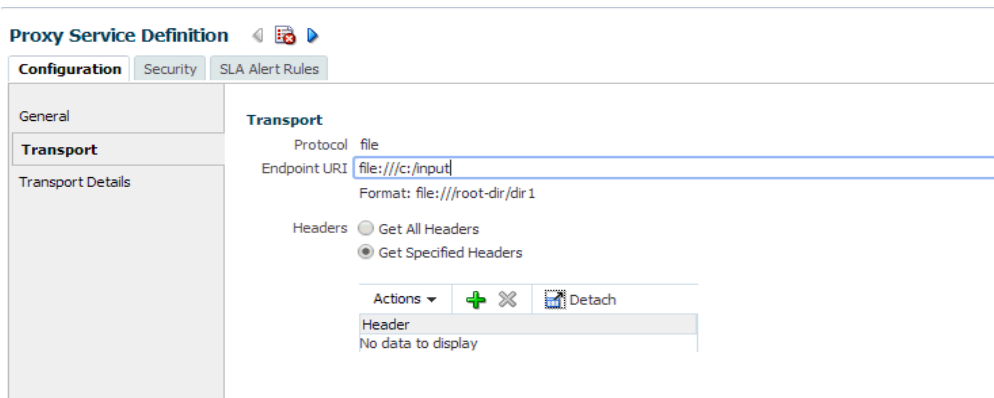 Proxy Service Definition
Configuration Security SLA Alert Rules
General
Transport
Transport Details
Transport
Protocol file
Endpoint URI file:///c:/input
Format: file:///root-dir/dir1
Headers Get All Headers
Get Specified Headers
Actions Detach
Header
No data to display